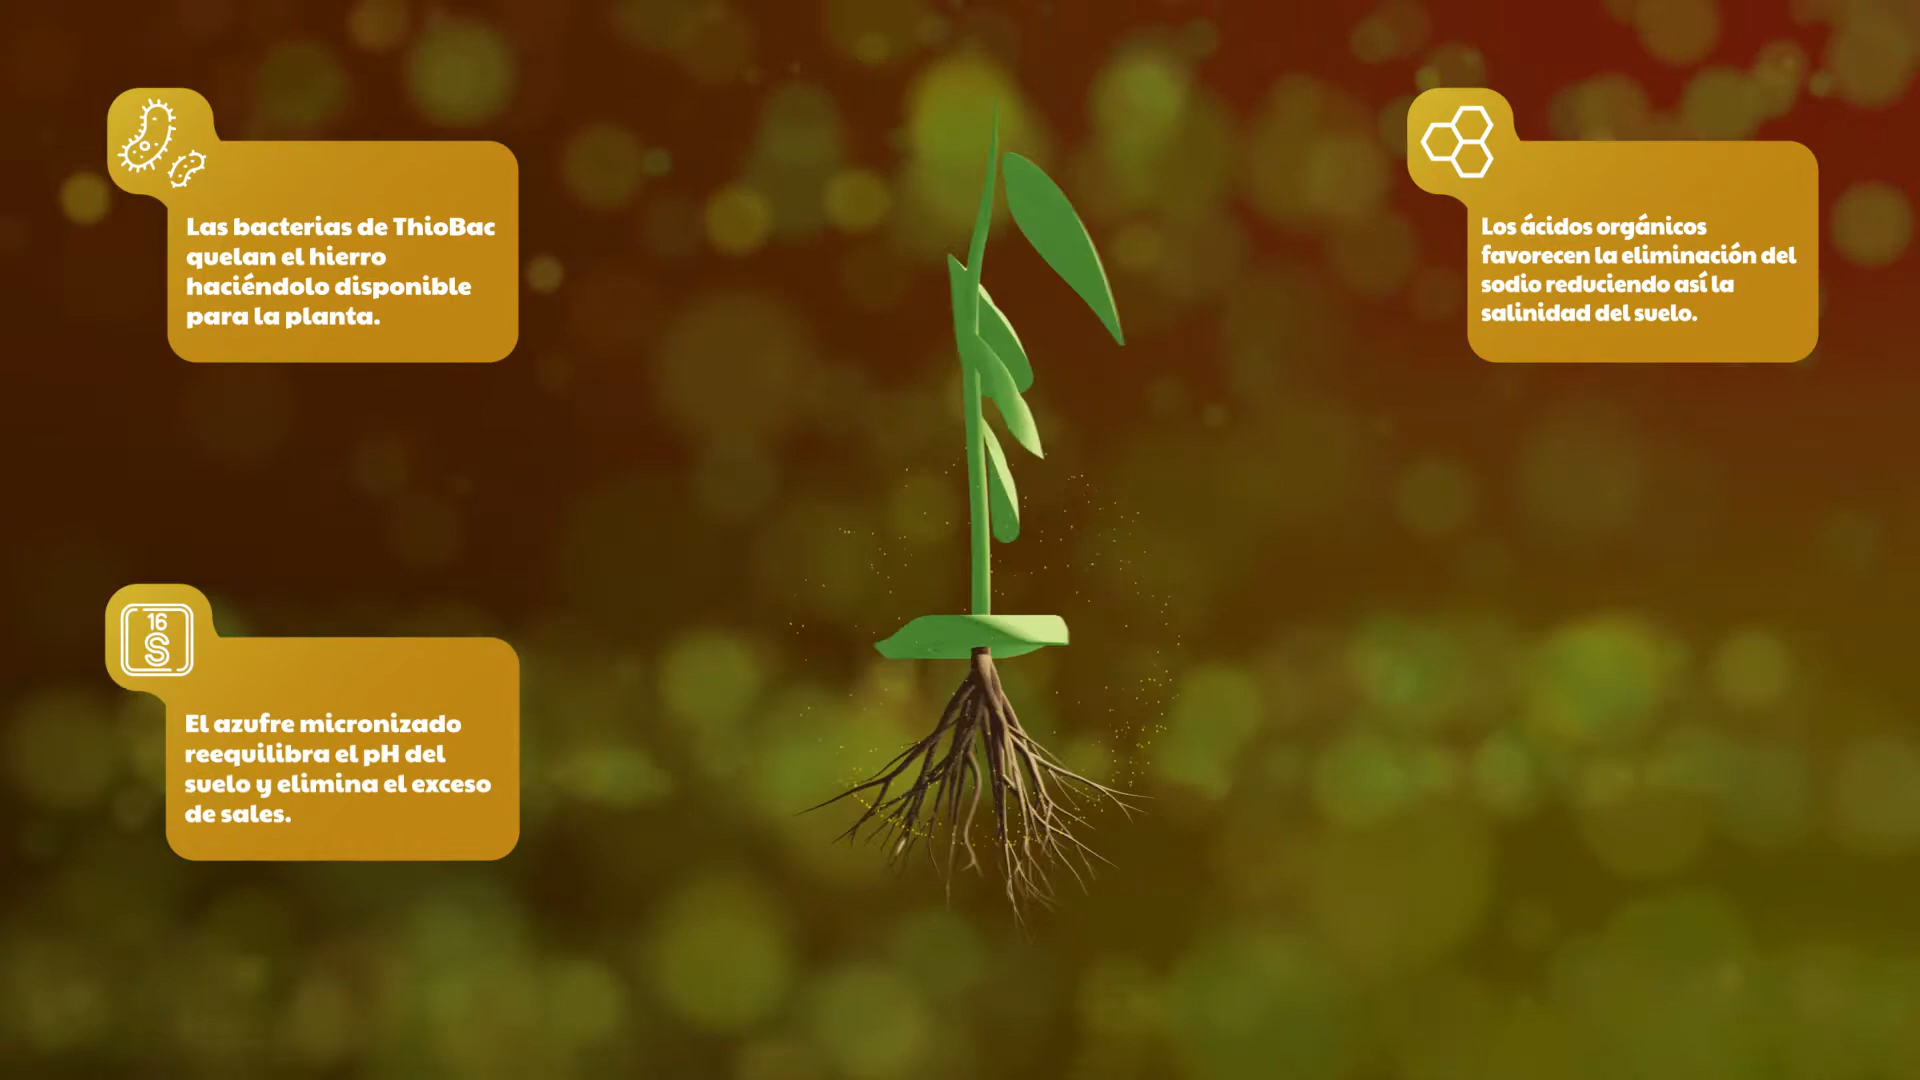 Las bacterias de ThioBac
quelan el hierro
haciéndolo disponible
para la planta.
Los ácidos orgánicos
favorecen la eliminación del
sodio reduciendo así la
salinidad del suelo.
16
S
El azufre micronizado
reequilibra el pH del
suelo y elimina el exceso
de sales.